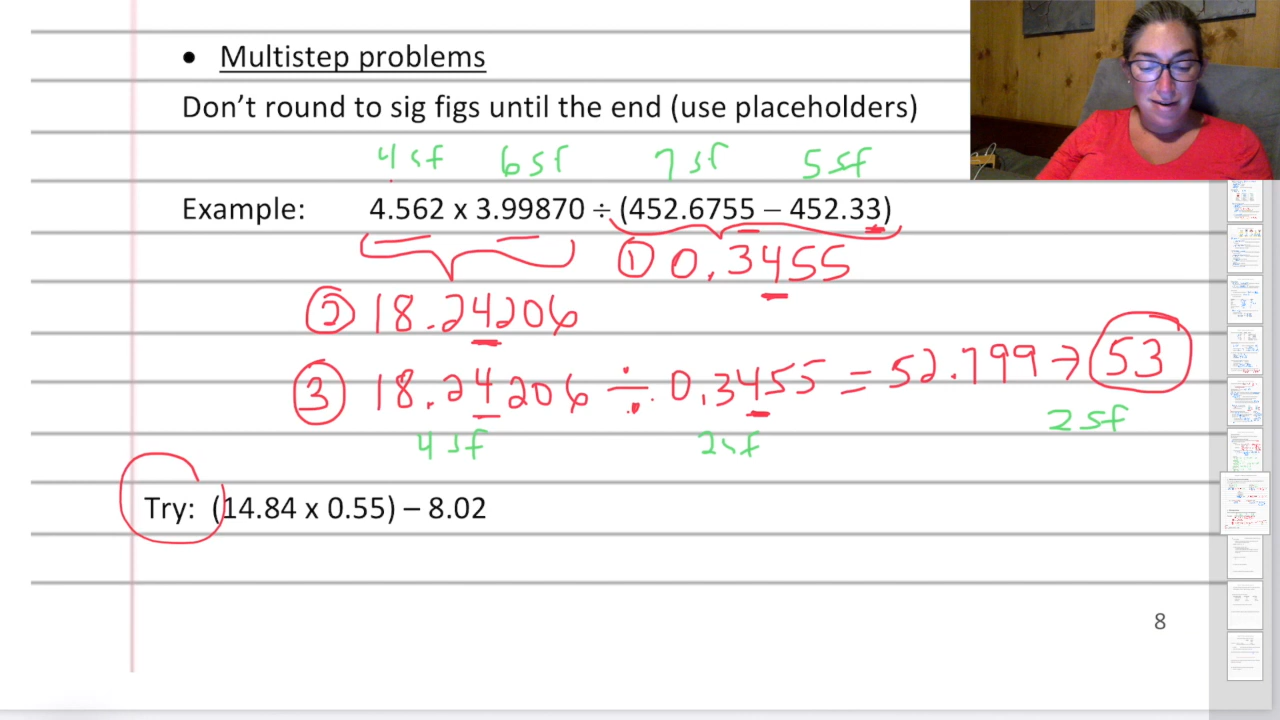 • Multistep problems
Don't round to sig figs until the end (use placeholders)
4 sf 6 sf 7 sf 5 sf
Example: 4.562 x 3.99870 ÷ (452.6755 – 452.33)
① 0.3455
② 18.24206
③ 18.24206 ÷ 0.3455 = 52.799 → 53
4 sf 2 sf 2 sf
Try: (14.84 x 0.55) – 8.02
8